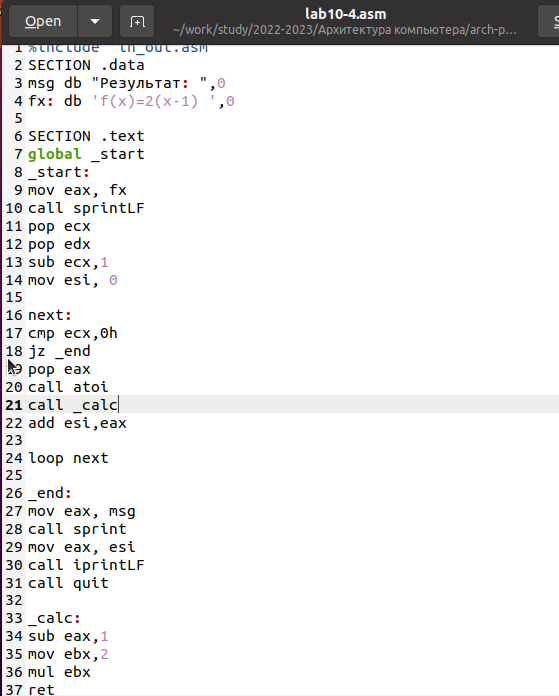 Open
lab10-4.asm
~/work/study/2022-2023/Архитектура компьютера/arch-p…
1 %include 'in_out.asm'
2 SECTION .data
3 msg db "Результат: ",0
4 fx: db 'f(x)=2(x-1) ',0
5
6 SECTION .text
7 global _start
8 _start:
9 mov eax, fx
10 call sprintLF
11 pop ecx
12 pop edx
13 sub ecx,1
14 mov esi, 0
15
16 next:
17 cmp ecx,0h
18 jz _end
19 pop eax
20 call atoi
21 call _calc
22 add esi,eax
23
24 loop next
25
26 _end:
27 mov eax, msg
28 call sprint
29 mov eax, esi
30 call iprintLF
31 call quit
32
33 _calc:
34 sub eax,1
35 mov ebx,2
36 mul ebx
37 ret